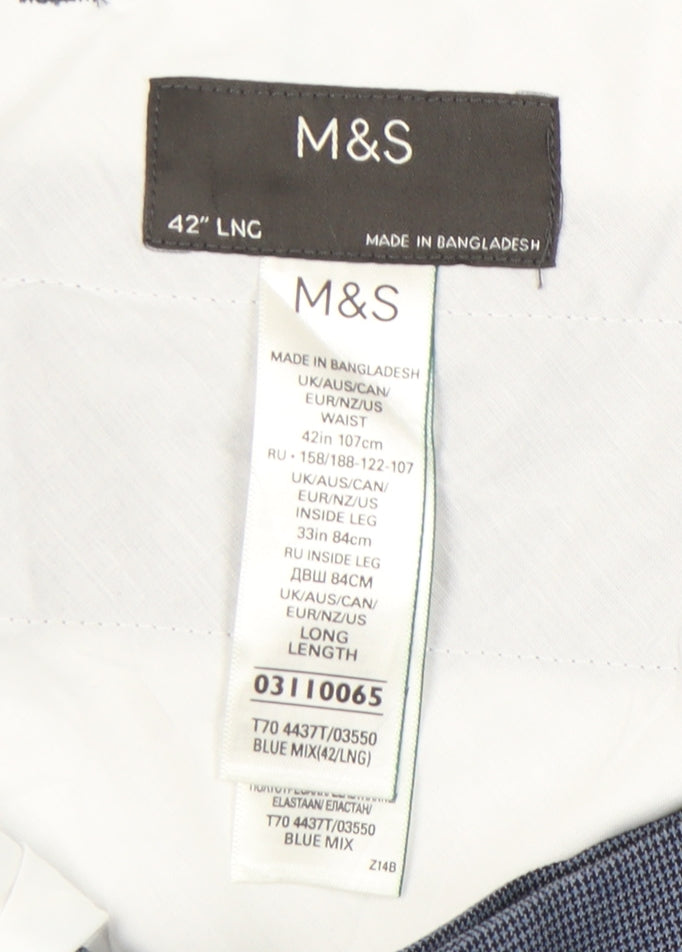 M&S
42" LNG
MADE IN BANGLADESH
M&S
MADE IN BANGLADESH
UK/AUS/CAN/
EUR/NZ/US
WAIST
42in 107cm
RU • 158/188-122-107
UK/AUS/CAN/
EUR/NZ/US
INSIDE LEG
33in 84cm
RU INSIDE LEG
ДВШ 84СМ
UK/AUS/CAN/
EUR/NZ/US
LONG
LENGTH
03110065
T70 4437T/03550
BLUE MIX(42/LNG)
ELASTAAN/ ЕЛАСТАН/
T70 4437T/03550
BLUE MIX
Z14B